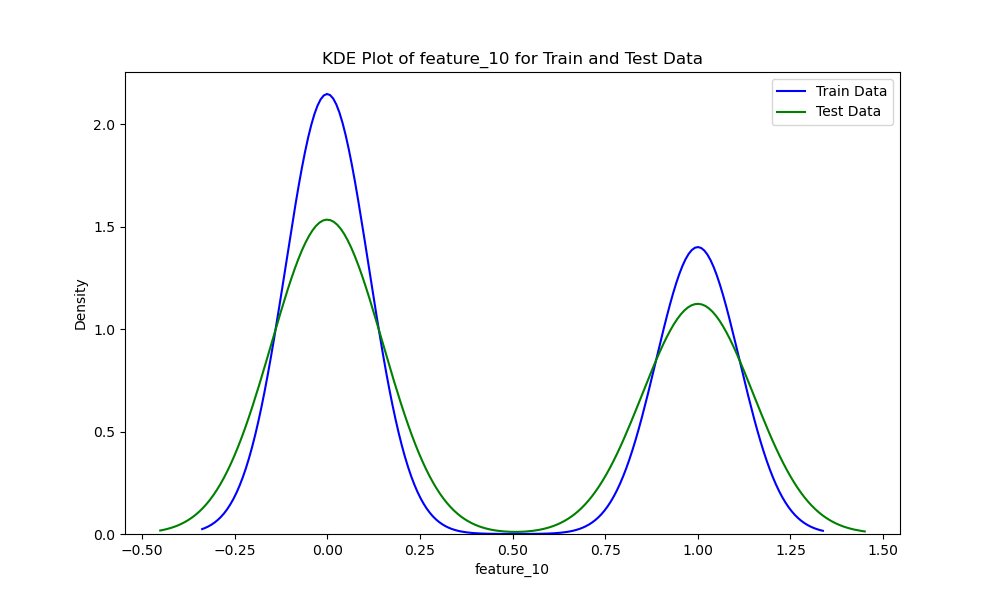 KDE Plot of feature_10 for Train and Test Data
Train Data
Test Data
2.0
1.5
1.0
0.5
0.0
Density
−0.50 −0.25 0.00 0.25 0.50 0.75 1.00 1.25 1.50
feature_10